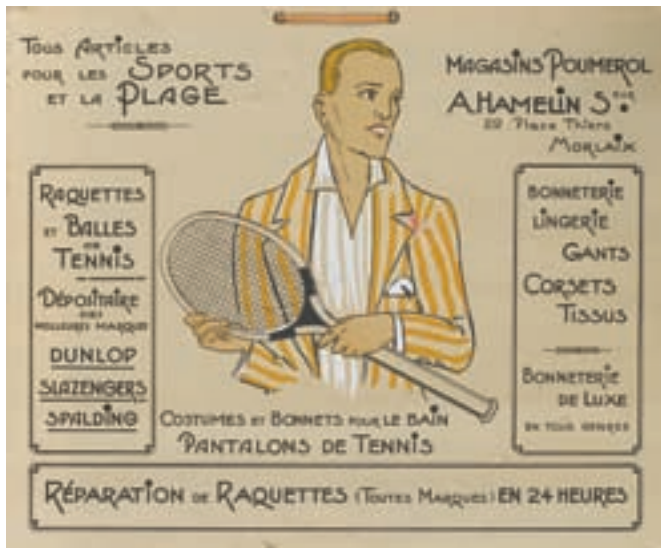 TOUS ARTICLES
POUR LES SPORTS
ET LA PLAGE
MAGASINS POUMEROL
A. HAMELIN
Place Thiers
MORLAIX
RAQUETTES
ET BALLES
DE
TENNIS
DÉPOSITAIRE
DES
MEILLEURES MARQUES
DUNLOP
SLAZENGERS
SPALDING
BONNETERIE
LINGERIE
GANTS
CORSETS
TISSUS
BONNETERIE
DE LUXE
EN TOUS GENRES
COSTUMES ET BONNETS POUR LE BAIN
PANTALONS DE TENNIS
RÉPARATION DE RAQUETTES (TOUTES MARQUES) EN 24 HEURES